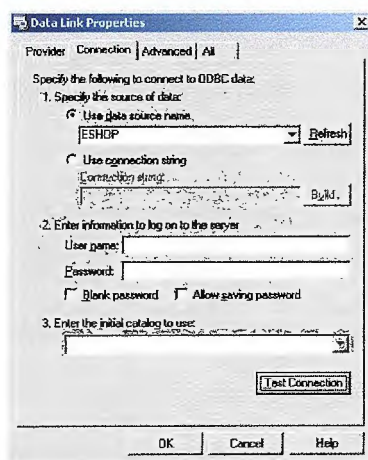 Data Link Properties
Provider Connection Advanced All
Specify the following to connect to ODBC data:
1. Specify the source of data:
Use data source name
ESHOP Refresh
Use connection string
Connection string:
Build...
2. Enter information to log on to the server
User name:
Password:
Blank password Allow saving password
3. Enter the initial catalog to use:
Test Connection
OK Cancel Help